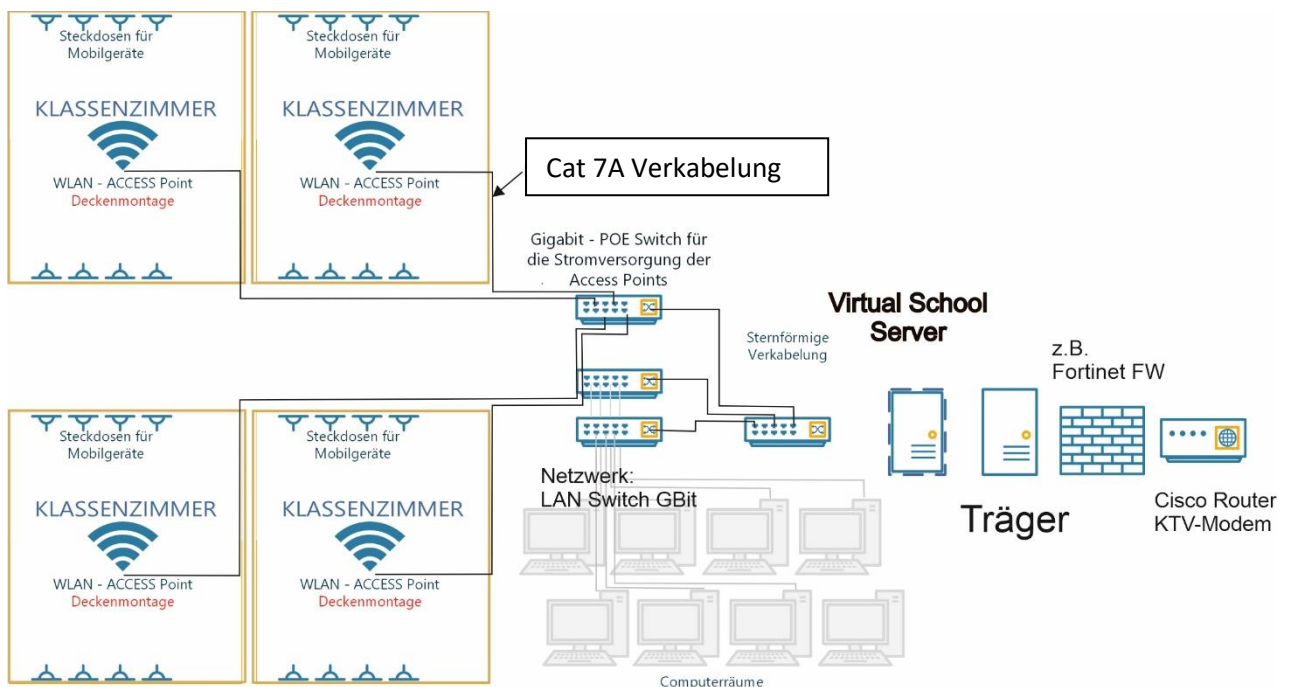 Steckdosen für
Mobilgeräte
KLASSENZIMMER
WLAN - ACCESS Point
Deckenmontage
Steckdosen für
Mobilgeräte
KLASSENZIMMER
WLAN - ACCESS Point
Deckenmontage
Cat 7A Verkabelung
Gigabit - POE Switch für
die Stromversorgung der
Access Points
Sternförmige
Verkabelung
Virtual School
Server
z.B.
Fortinet FW
Träger
Cisco Router
KTV-Modem
Netzwerk:
LAN Switch GBit
Steckdosen für
Mobilgeräte
KLASSENZIMMER
WLAN - ACCESS Point
Deckenmontage
Steckdosen für
Mobilgeräte
KLASSENZIMMER
WLAN - ACCESS Point
Deckenmontage
Computerräume